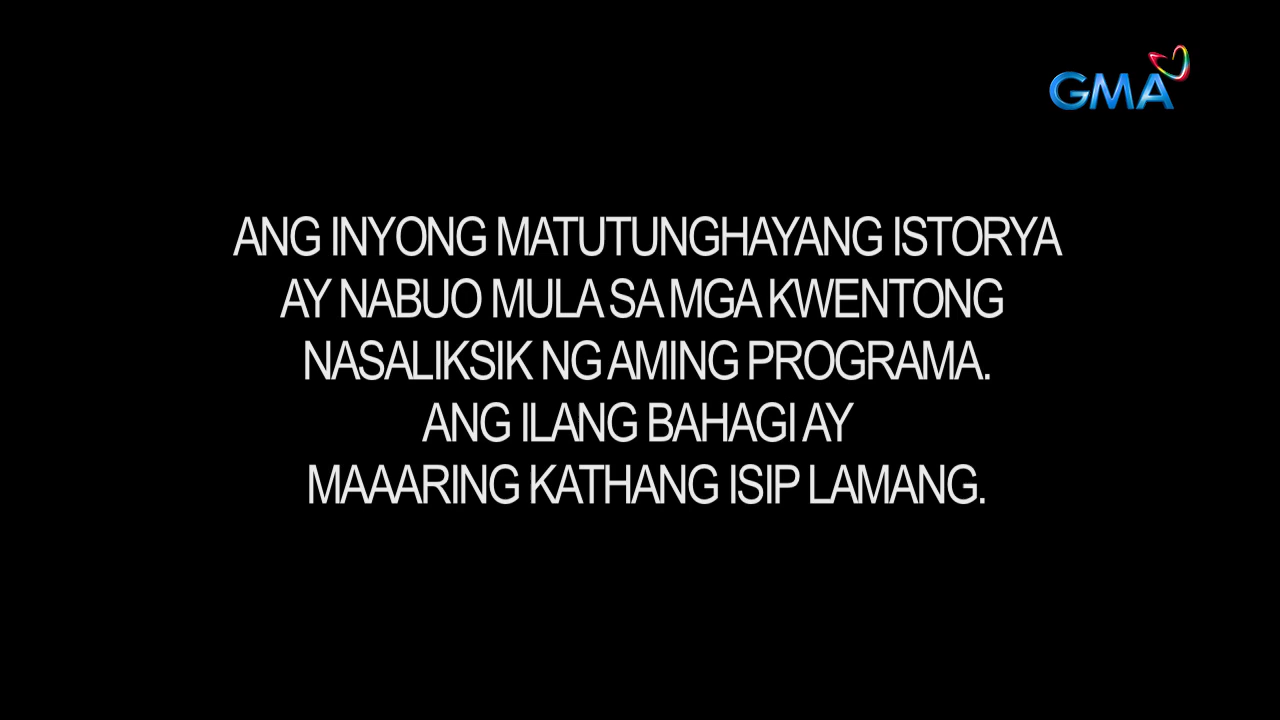 GMA
ANG INYONG MATUTUNGHAYANG ISTORYA
AY NABUO MULA SA MGA KWENTONG
NASALIKSIK NG AMING PROGRAMA.
ANG ILANG BAHAGI AY
MAAARING KATHANG ISIP LAMANG.